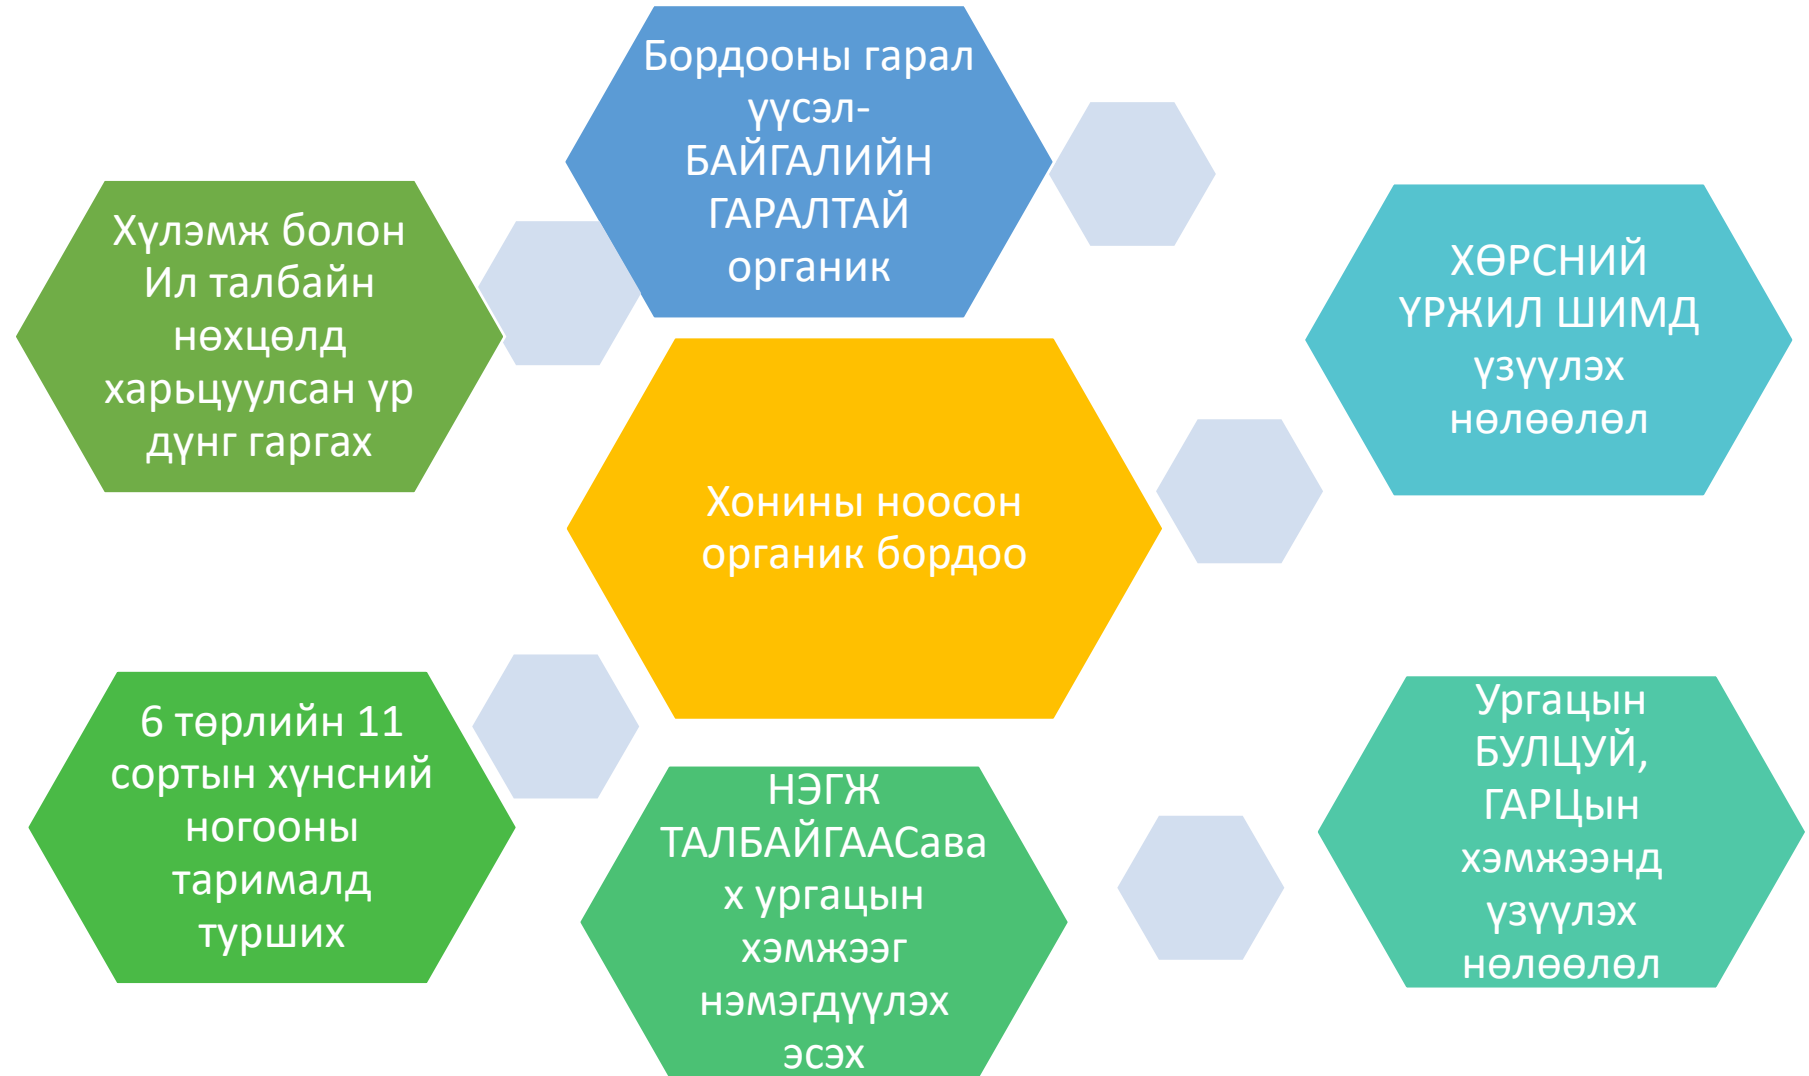 Бордооны гарал
үүсэл-
БАЙГАЛИЙН
ГАРАЛТАЙ
органик
Хүлэмж болон
Ил талбайн
нөхцөлд
харьцуулсан үр
дүнг гаргах
ХӨРСНИЙ
ҮРЖИЛ ШИМД
үзүүлэх
нөлөөлөл
Хонины ноосон
органик бордоо
6 төрлийн 11
сортын хүнсний
ногооны
тарималд
турших
НЭГЖ
ТАЛБАЙГААСава
х ургацын
хэмжээг
нэмэгдүүлэх
эсэх
Ургацын
БУЛЦУЙ,
ГАРЦын
хэмжээнд
үзүүлэх
нөлөөлөл